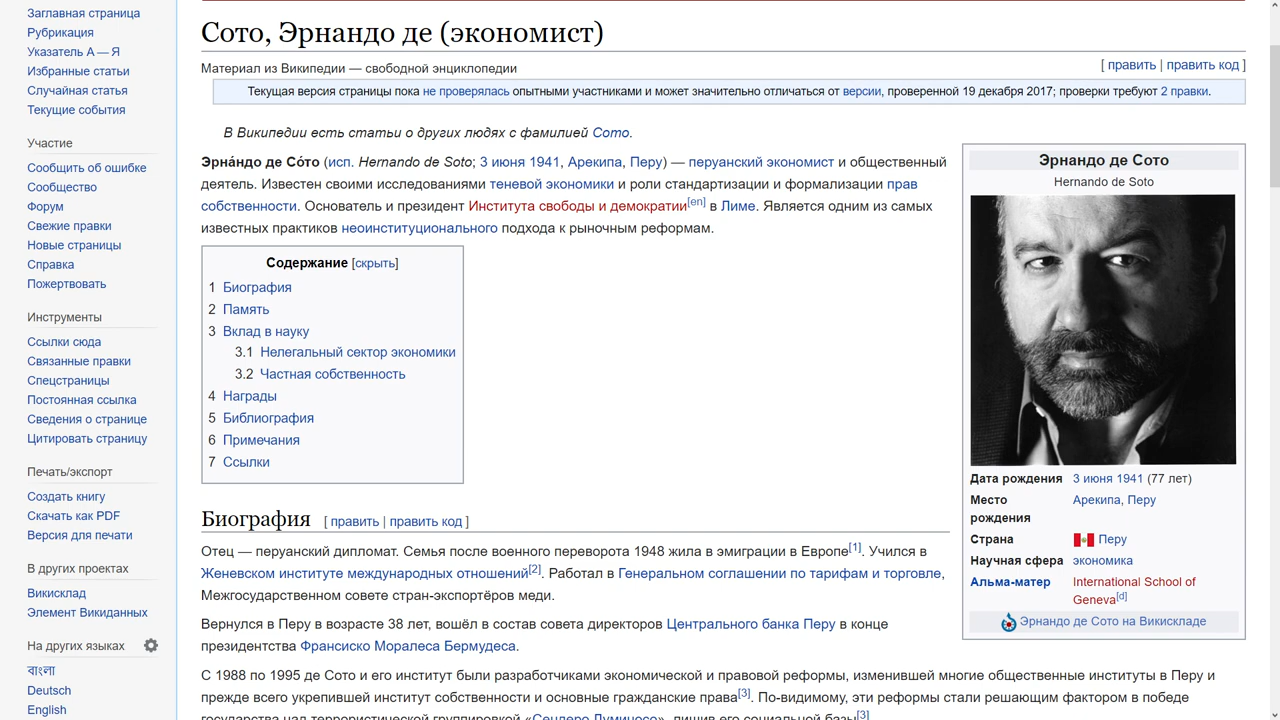 Заглавная страница
Рубрикация
Указатель А — Я
Избранные статьи
Случайная статья
Текущие события
Участие
Сообщить об ошибке
Сообщество
Форум
Свежие правки
Новые страницы
Справка
Пожертвовать
Инструменты
Ссылки сюда
Связанные правки
Спецстраницы
Постоянная ссылка
Сведения о странице
Цитировать страницу
Печать/экспорт
Создать книгу
Скачать как PDF
Версия для печати
В других проектах
Викисклад
Элемент Викиданных
На других языках
বাংলা
Deutsch
English
Сото, Эрнандо де (экономист)
Материал из Википедии — свободной энциклопедии
[ править | править код ]
Текущая версия страницы пока не проверялась опытными участниками и может значительно отличаться от версии, проверенной 19 декабря 2017; проверки требуют 2 правки.
В Википедии есть статьи о других людях с фамилией Сото.
Эрна́ндо де Со́то (исп. Hernando de Soto; 3 июня 1941, Арекипа, Перу) — перуанский экономист и общественный
деятель. Известен своими исследованиями теневой экономики и роли стандартизации и формализации прав
собственности. Основатель и президент Института свободы и демократии[en] в Лиме. Является одним из самых
известных практиков неоинституционального подхода к рыночным реформам.
Содержание [скрыть]
1 Биография
2 Память
3 Вклад в науку
3.1 Нелегальный сектор экономики
3.2 Частная собственность
4 Награды
5 Библиография
6 Примечания
7 Ссылки
Биография [ править | править код ]
Отец — перуанский дипломат. Семья после военного переворота 1948 жила в эмиграции в Европе[1]. Учился в
Женевском институте международных отношений[2]. Работал в Генеральном соглашении по тарифам и торговле,
Межгосударственном совете стран-экспортёров меди.
Вернулся в Перу в возрасте 38 лет, вошёл в состав совета директоров Центрального банка Перу в конце
президентства Франсиско Моралеса Бермудеса.
С 1988 по 1995 де Сото и его институт были разработчиками экономической и правовой реформы, изменившей многие общественные институты в Перу и
прежде всего укрепившей институт собственности и основные гражданские права[3]. По-видимому, эти реформы стали решающим фактором в победе
государства над террористической группировкой «Сендеро Луминосо», лишив его социальной базы[3]
Эрнандо де Сото
Hernando de Soto
Дата рождения 3 июня 1941 (77 лет)
Место рождения Арекипа, Перу
Страна Перу
Научная сфера экономика
Альма-матер International School of
Geneva[d]
Эрнандо де Сото на Викискладе